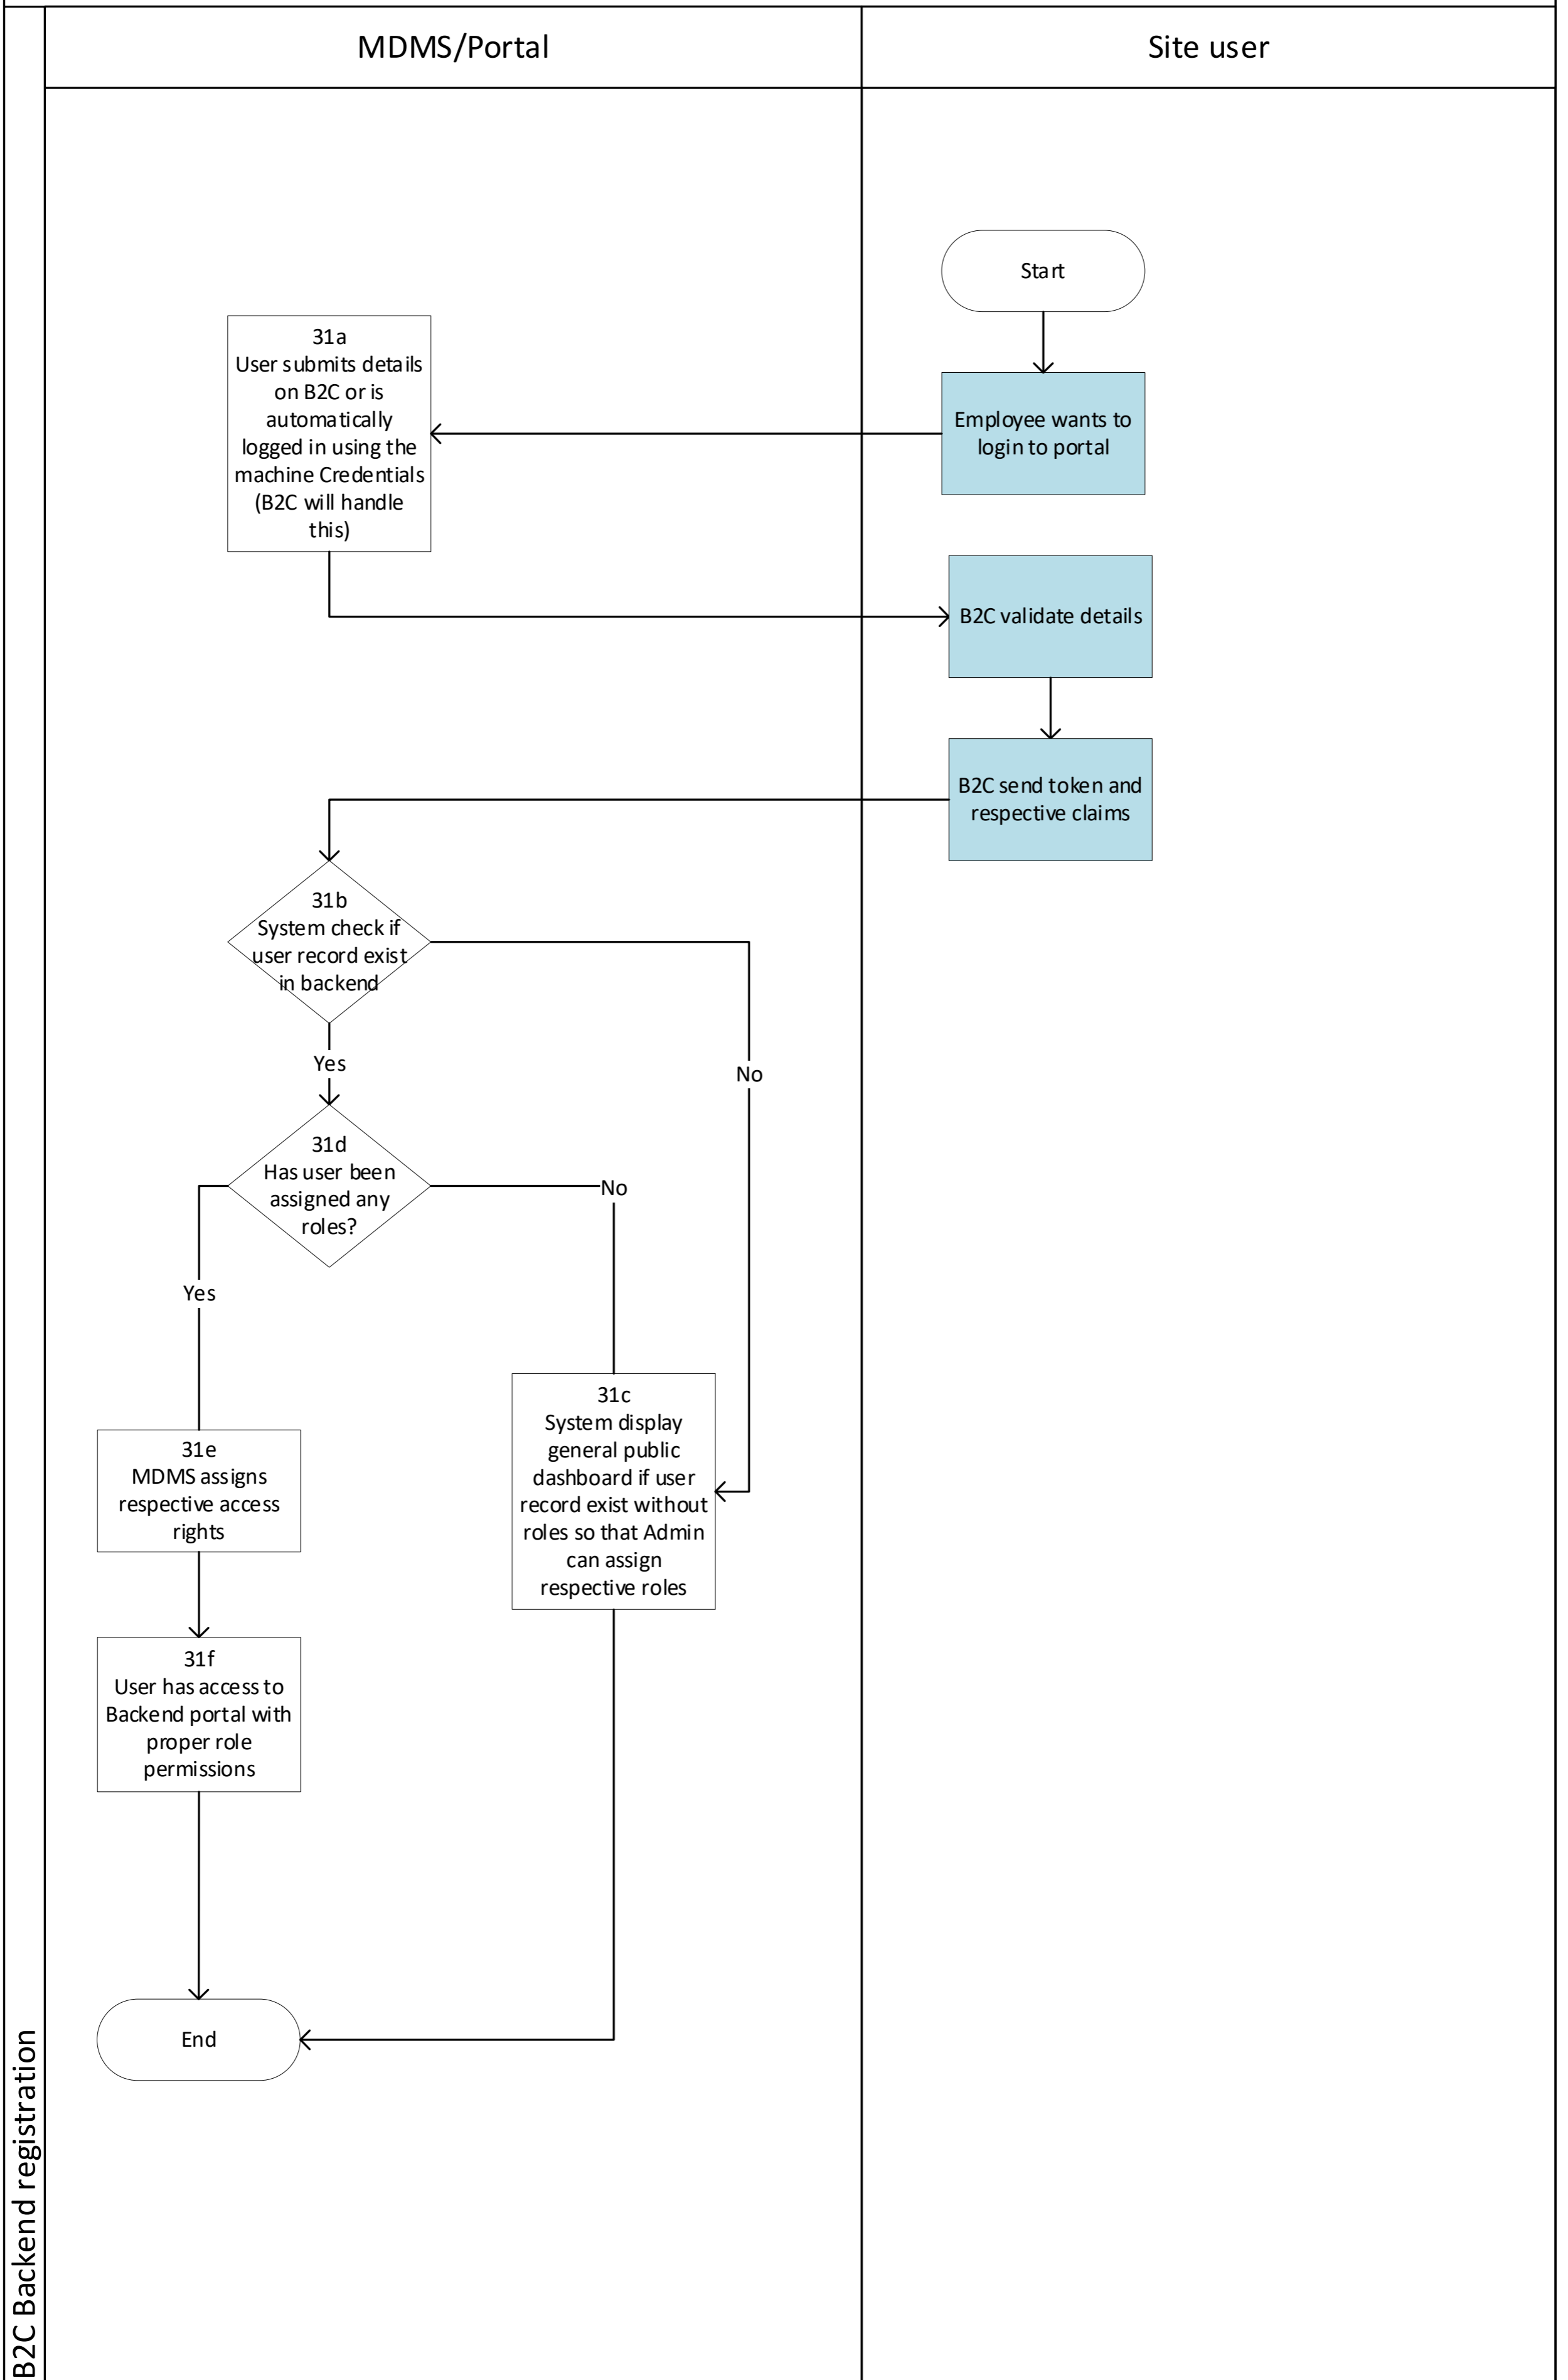 MDMS/Portal
Site user
Start
31a
User submits details
on B2C or is
automatically
logged in using the
machine Credentials
(B2C will handle
this)
Employee wants to
login to portal
B2C validate details
B2C send token and
respective claims
31b
System check if
user record exist
in backend
Yes
No
31d
Has user been
assigned any
roles?
No
Yes
31c
System display
general public
dashboard if user
record exist without
roles so that Admin
can assign
respective roles
31e
MDMS assigns
respective access
rights
31f
User has access to
Backend portal with
proper role
permissions
End
B2C Backend registration